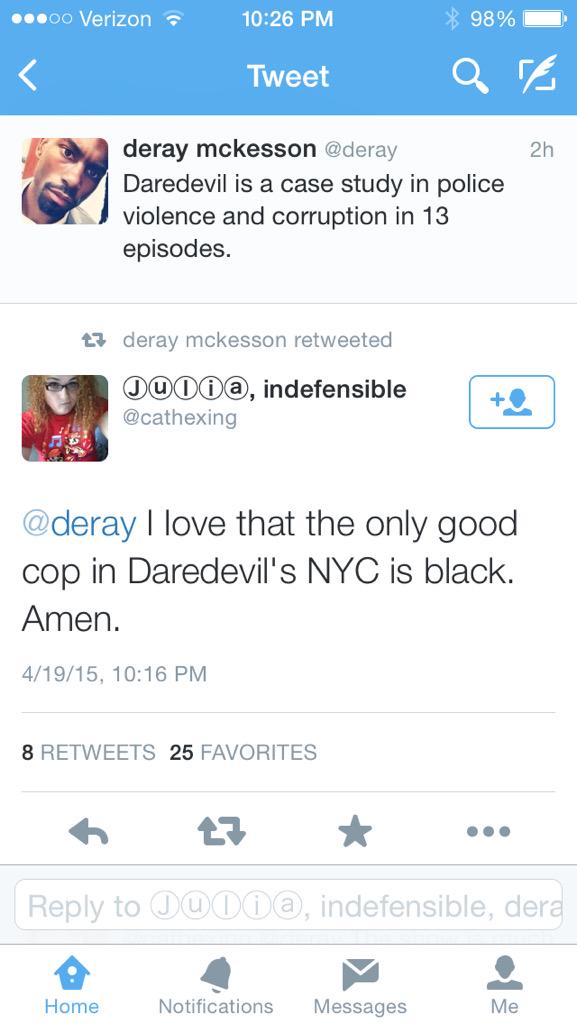 Verizon 10:26 PM 98%
Tweet
deray mckesson @deray 2h
Daredevil is a case study in police
violence and corruption in 13
episodes.
deray mckesson retweeted
Ⓙⓤⓛⓘⓐ, indefensible
@cathexing
@deray I love that the only good
cop in Daredevil's NYC is black.
Amen.
4/19/15, 10:16 PM
8 RETWEETS 25 FAVORITES
Reply to Ⓙⓤⓛⓘⓐ, indefensible, dera
Home Notifications Messages Me